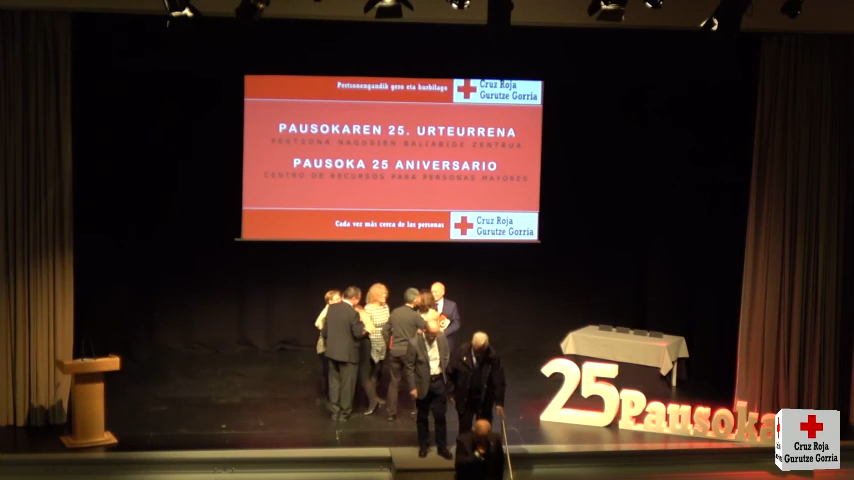 Pertsonengandik gero eta hurbilago
Cruz Roja
Gurutze Gorria
PAUSOKAREN 25. URTEURRENA
PERTSONA NAGUSIEN BALIABIDE ZENTRUA
PAUSOKA 25 ANIVERSARIO
CENTRO DE RECURSOS PARA PERSONAS MAYORES
Cada vez más cerca de las personas
Cruz Roja
Gurutze Gorria
25 Pausoka
Cruz Roja
Gurutze Gorria